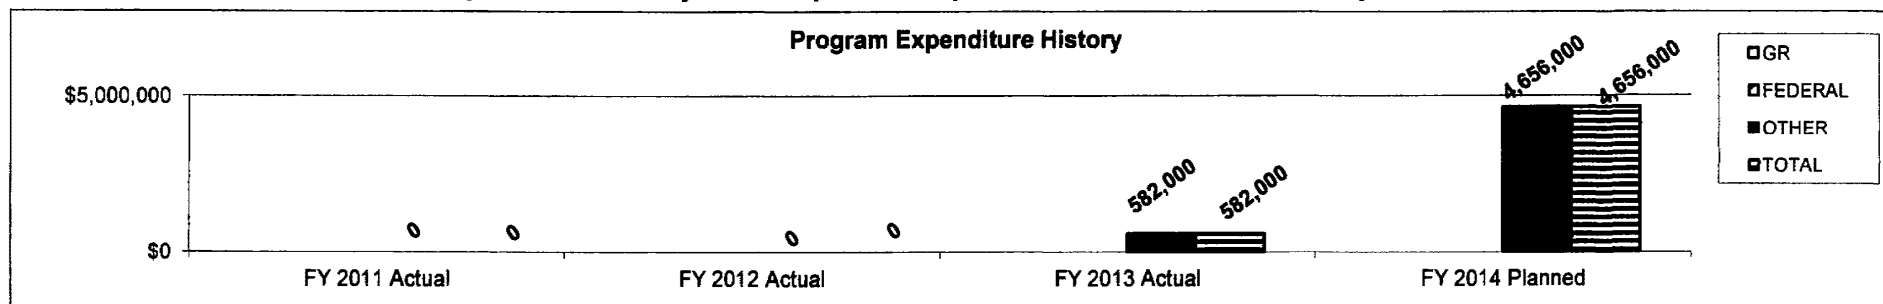 Program Expenditure History
GR
FEDERAL
OTHER
TOTAL
$5,000,000
4,656,000
4,656,000
582,000
582,000
0
0
0
0
$0
FY 2011 Actual
FY 2012 Actual
FY 2013 Actual
FY 2014 Planned